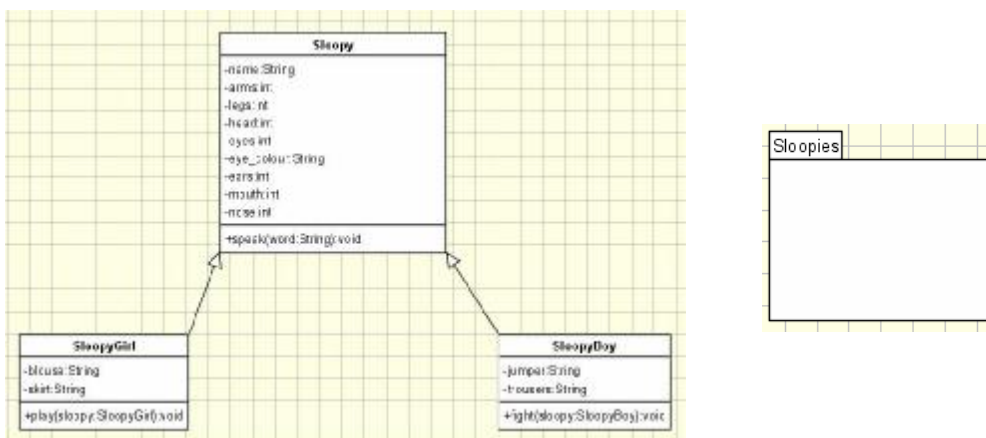 Sloopy
-name:String
-arms:int
-legs:int
-head:int
-eyes:int
-eye_colour:String
-ears:int
-mouth:int
-nose:int
+speak(word:String):void
SloopyGirl
-blouse:String
-skirt:String
+play(sloopy:SloopyGirl):void
SloopyBoy
-jumper:String
-trousers:String
+fight(sloopy:SloopyBoy):void
Sloopies